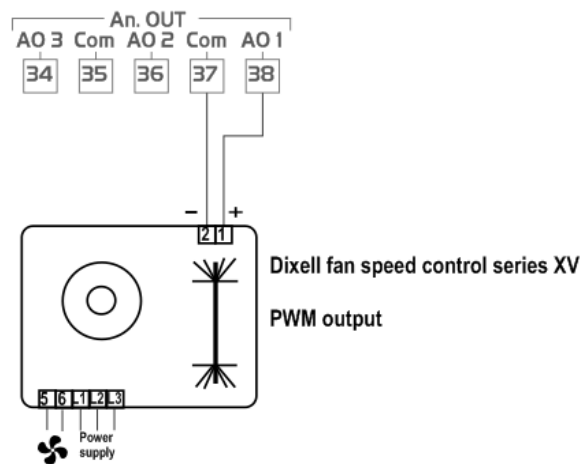 An. OUT
AO 3 Com AO 2 Com AO 1
34 35 36 37 38
- +
2 1
Dixell fan speed control series XV
PWM output
5 6 L1 L2 L3
Power
supply